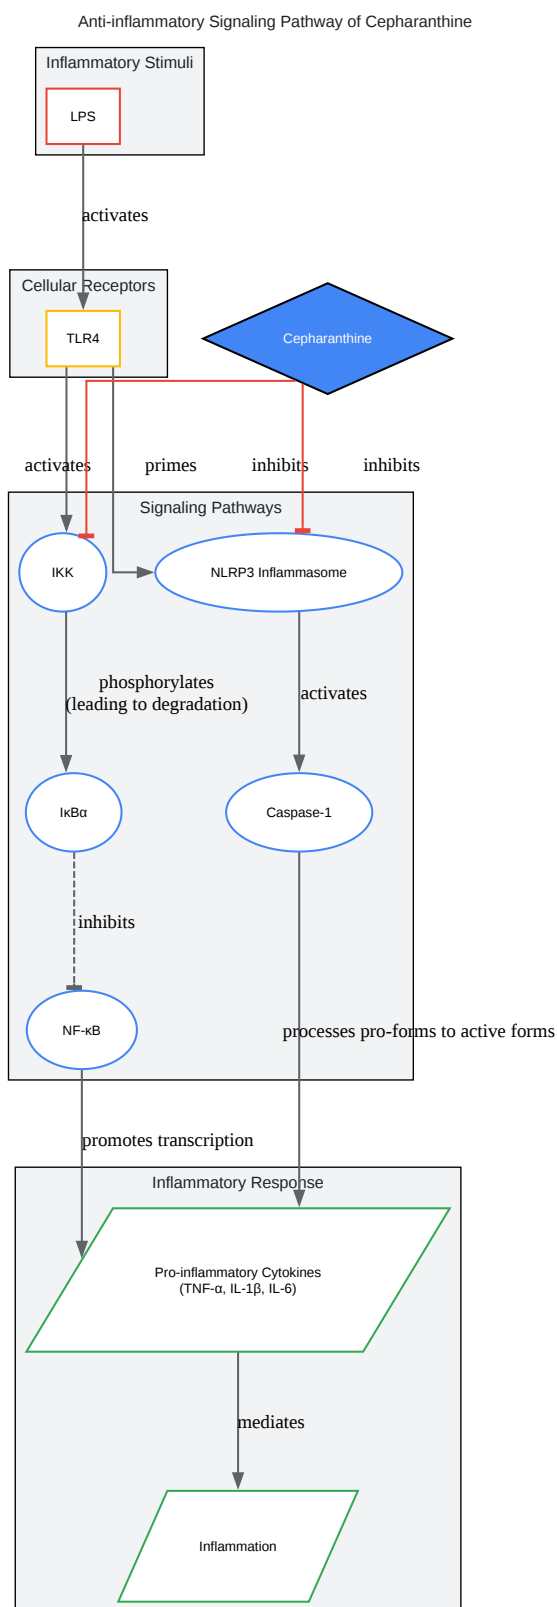 Anti-inflammatory Signaling Pathway of Cepharanthine
Inflammatory Stimuli
LPS
activates
Cellular Receptors
TLR4
Cepharanthine
activates
primes
inhibits
inhibits
Signaling Pathways
IKK
NLRP3 Inflammasome
phosphorylates
(leading to degradation)
activates
IκBα
Caspase-1
inhibits
NF-κB
processes pro-forms to active forms
promotes transcription
Inflammatory Response
Pro-inflammatory Cytokines
(TNF-α, IL-1β, IL-6)
mediates
Inflammation